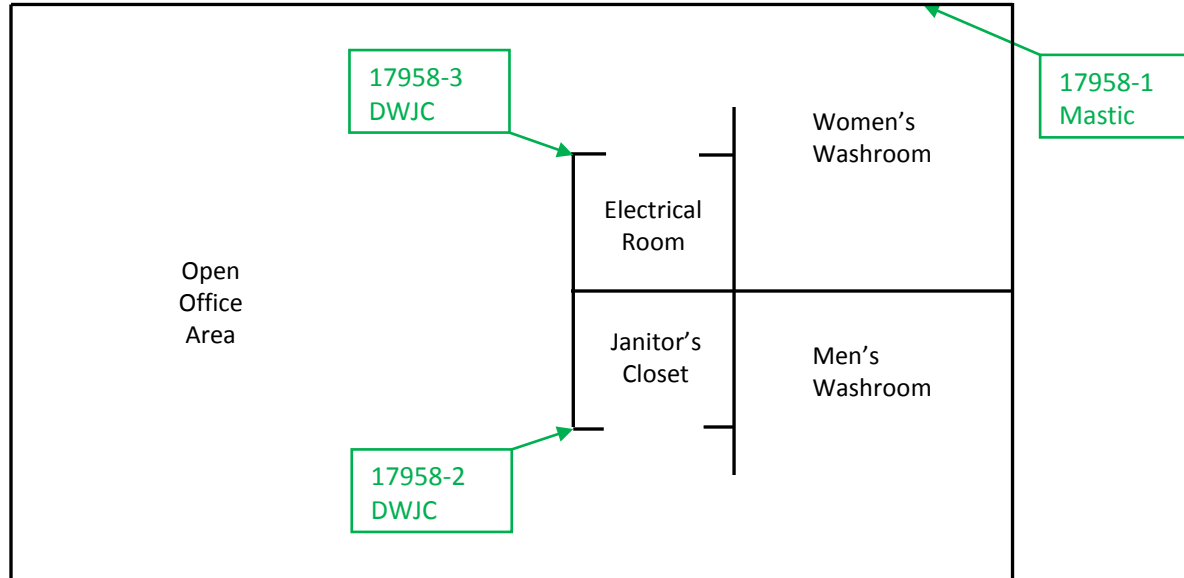 17958-3
DWJC
17958-1
Mastic
Women’s
Washroom
Electrical
Room
Open
Office
Area
Janitor’s
Closet
Men’s
Washroom
17958-2
DWJC